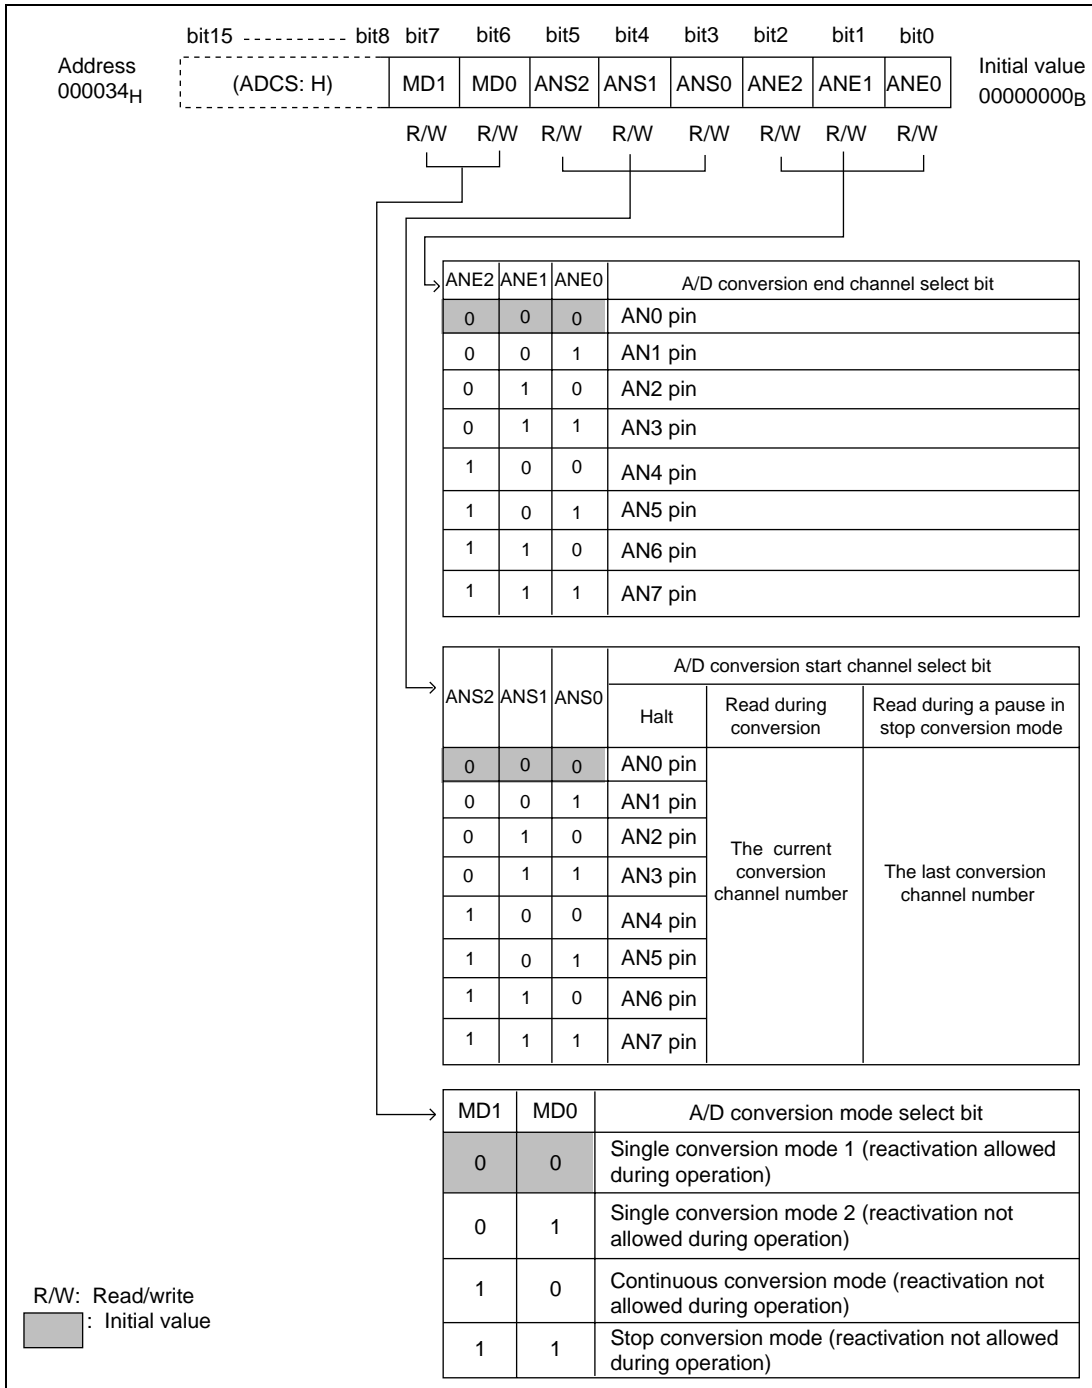 bit15 ---------- bit8 bit7 bit6 bit5 bit4 bit3 bit2 bit1 bit0
Address 000034H
(ADCS: H) MD1 MD0 ANS2 ANS1 ANS0 ANE2 ANE1 ANE0
Initial value 00000000B
R/W R/W R/W R/W R/W R/W R/W R/W
ANE2 ANE1 ANE0 A/D conversion end channel select bit
0 0 0 AN0 pin
0 0 1 AN1 pin
0 1 0 AN2 pin
0 1 1 AN3 pin
1 0 0 AN4 pin
1 0 1 AN5 pin
1 1 0 AN6 pin
1 1 1 AN7 pin
ANS2 ANS1 ANS0 A/D conversion start channel select bit
Halt
Read during
conversion
Read during a pause in
stop conversion mode
0 0 0 AN0 pin
0 0 1 AN1 pin
0 1 0 AN2 pin
0 1 1 AN3 pin
1 0 0 AN4 pin
1 0 1 AN5 pin
1 1 0 AN6 pin
1 1 1 AN7 pin
The current
conversion
channel number
The last conversion
channel number
MD1 MD0 A/D conversion mode select bit
0 0 Single conversion mode 1 (reactivation allowed
during operation)
0 1 Single conversion mode 2 (reactivation not
allowed during operation)
1 0 Continuous conversion mode (reactivation not
allowed during operation)
1 1 Stop conversion mode (reactivation not allowed
during operation)
R/W: Read/write
: Initial value